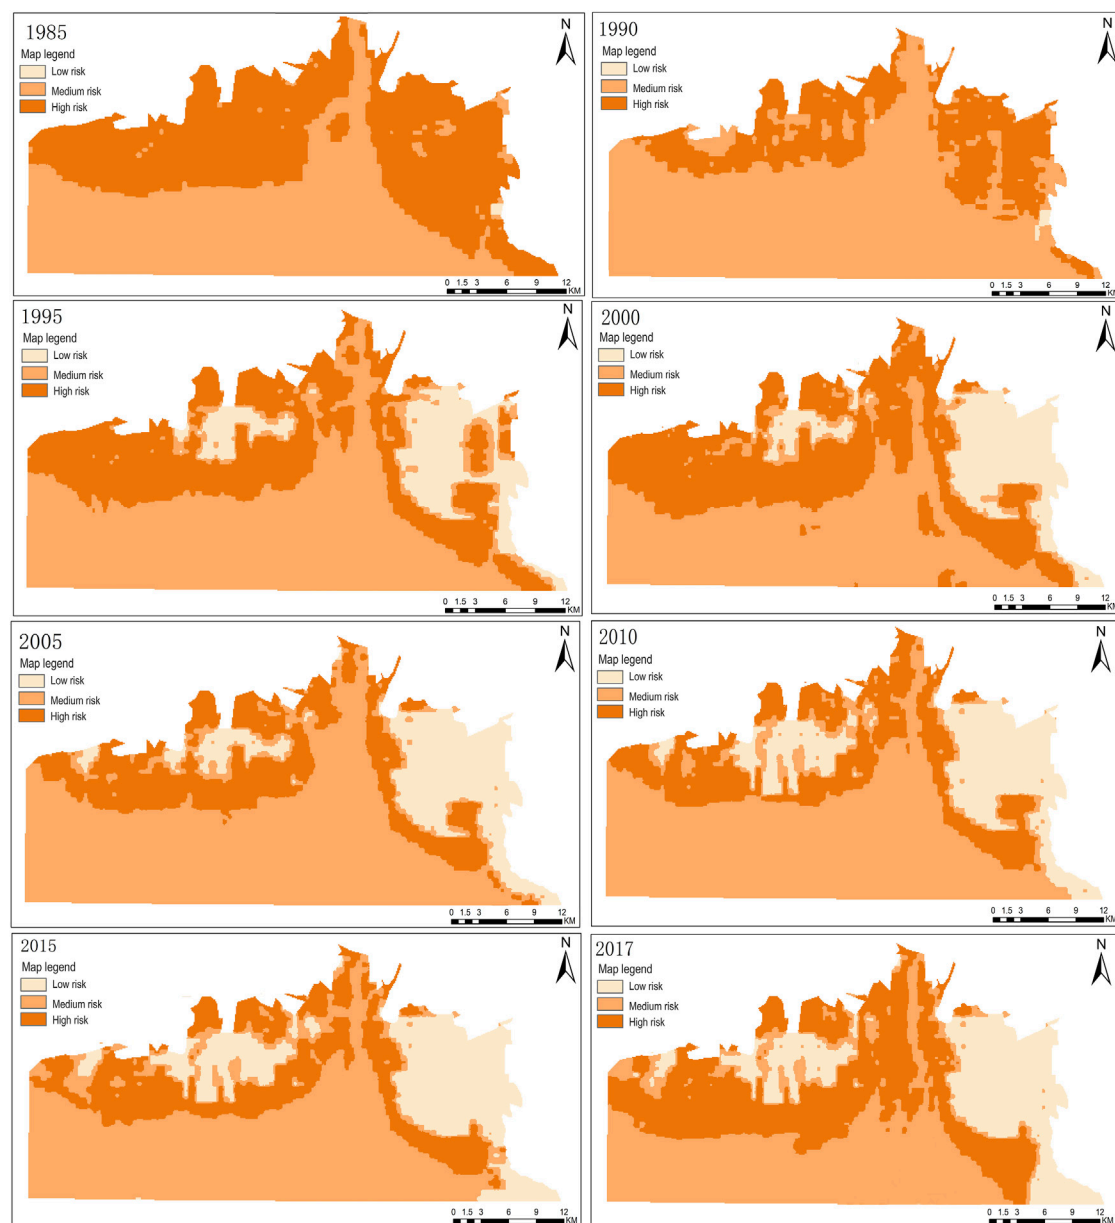 1985
N
Map legend
Low risk
Medium risk
High risk
0 1.5 3 6 9 12
KM
1990
N
Map legend
Low risk
Medium risk
High risk
0 1.5 3 6 9 12
KM
1995
N
Map legend
Low risk
Medium risk
High risk
0 1.5 3 6 9 12
KM
2000
N
Map legend
Low risk
Medium risk
High risk
0 1.5 3 6 9 12
KM
2005
N
Map legend
Low risk
Medium risk
High risk
0 1.5 3 6 9 12
KM
2010
N
Map legend
Low risk
Medium risk
High risk
0 1.5 3 6 9 12
KM
2015
N
Map legend
Low risk
Medium risk
High risk
0 1.5 3 6 9 12
KM
2017
N
Map legend
Low risk
Medium risk
High risk
0 1.5 3 6 9 12
KM